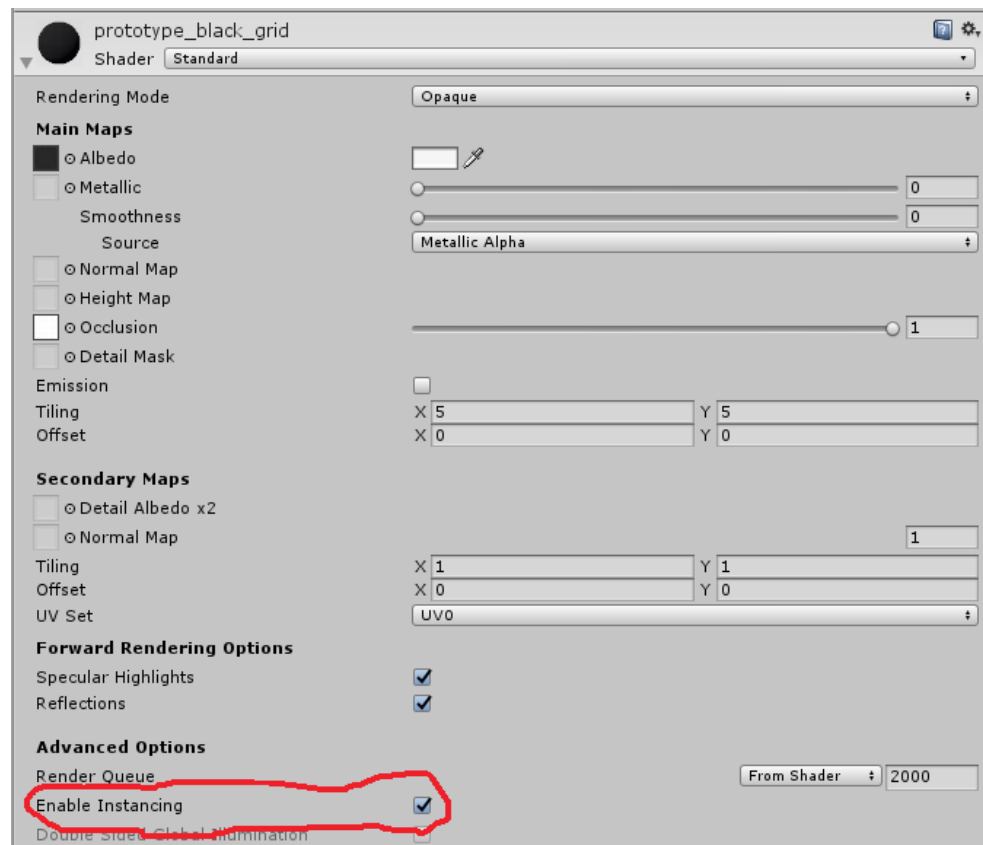 prototype_black_grid
Shader Standard
Rendering Mode Opaque
Main Maps
Albedo
Metallic 0
Smoothness 0
Source Metallic Alpha
Normal Map
Height Map
Occlusion 1
Detail Mask
Emission
Tiling X 5 Y 5
Offset X 0 Y 0
Secondary Maps
Detail Albedo x2
Normal Map 1
Tiling X 1 Y 1
Offset X 0 Y 0
UV Set UV0
Forward Rendering Options
Specular Highlights
Reflections
Advanced Options
Render Queue From Shader 2000
Enable Instancing
Double Sided Global Illumination